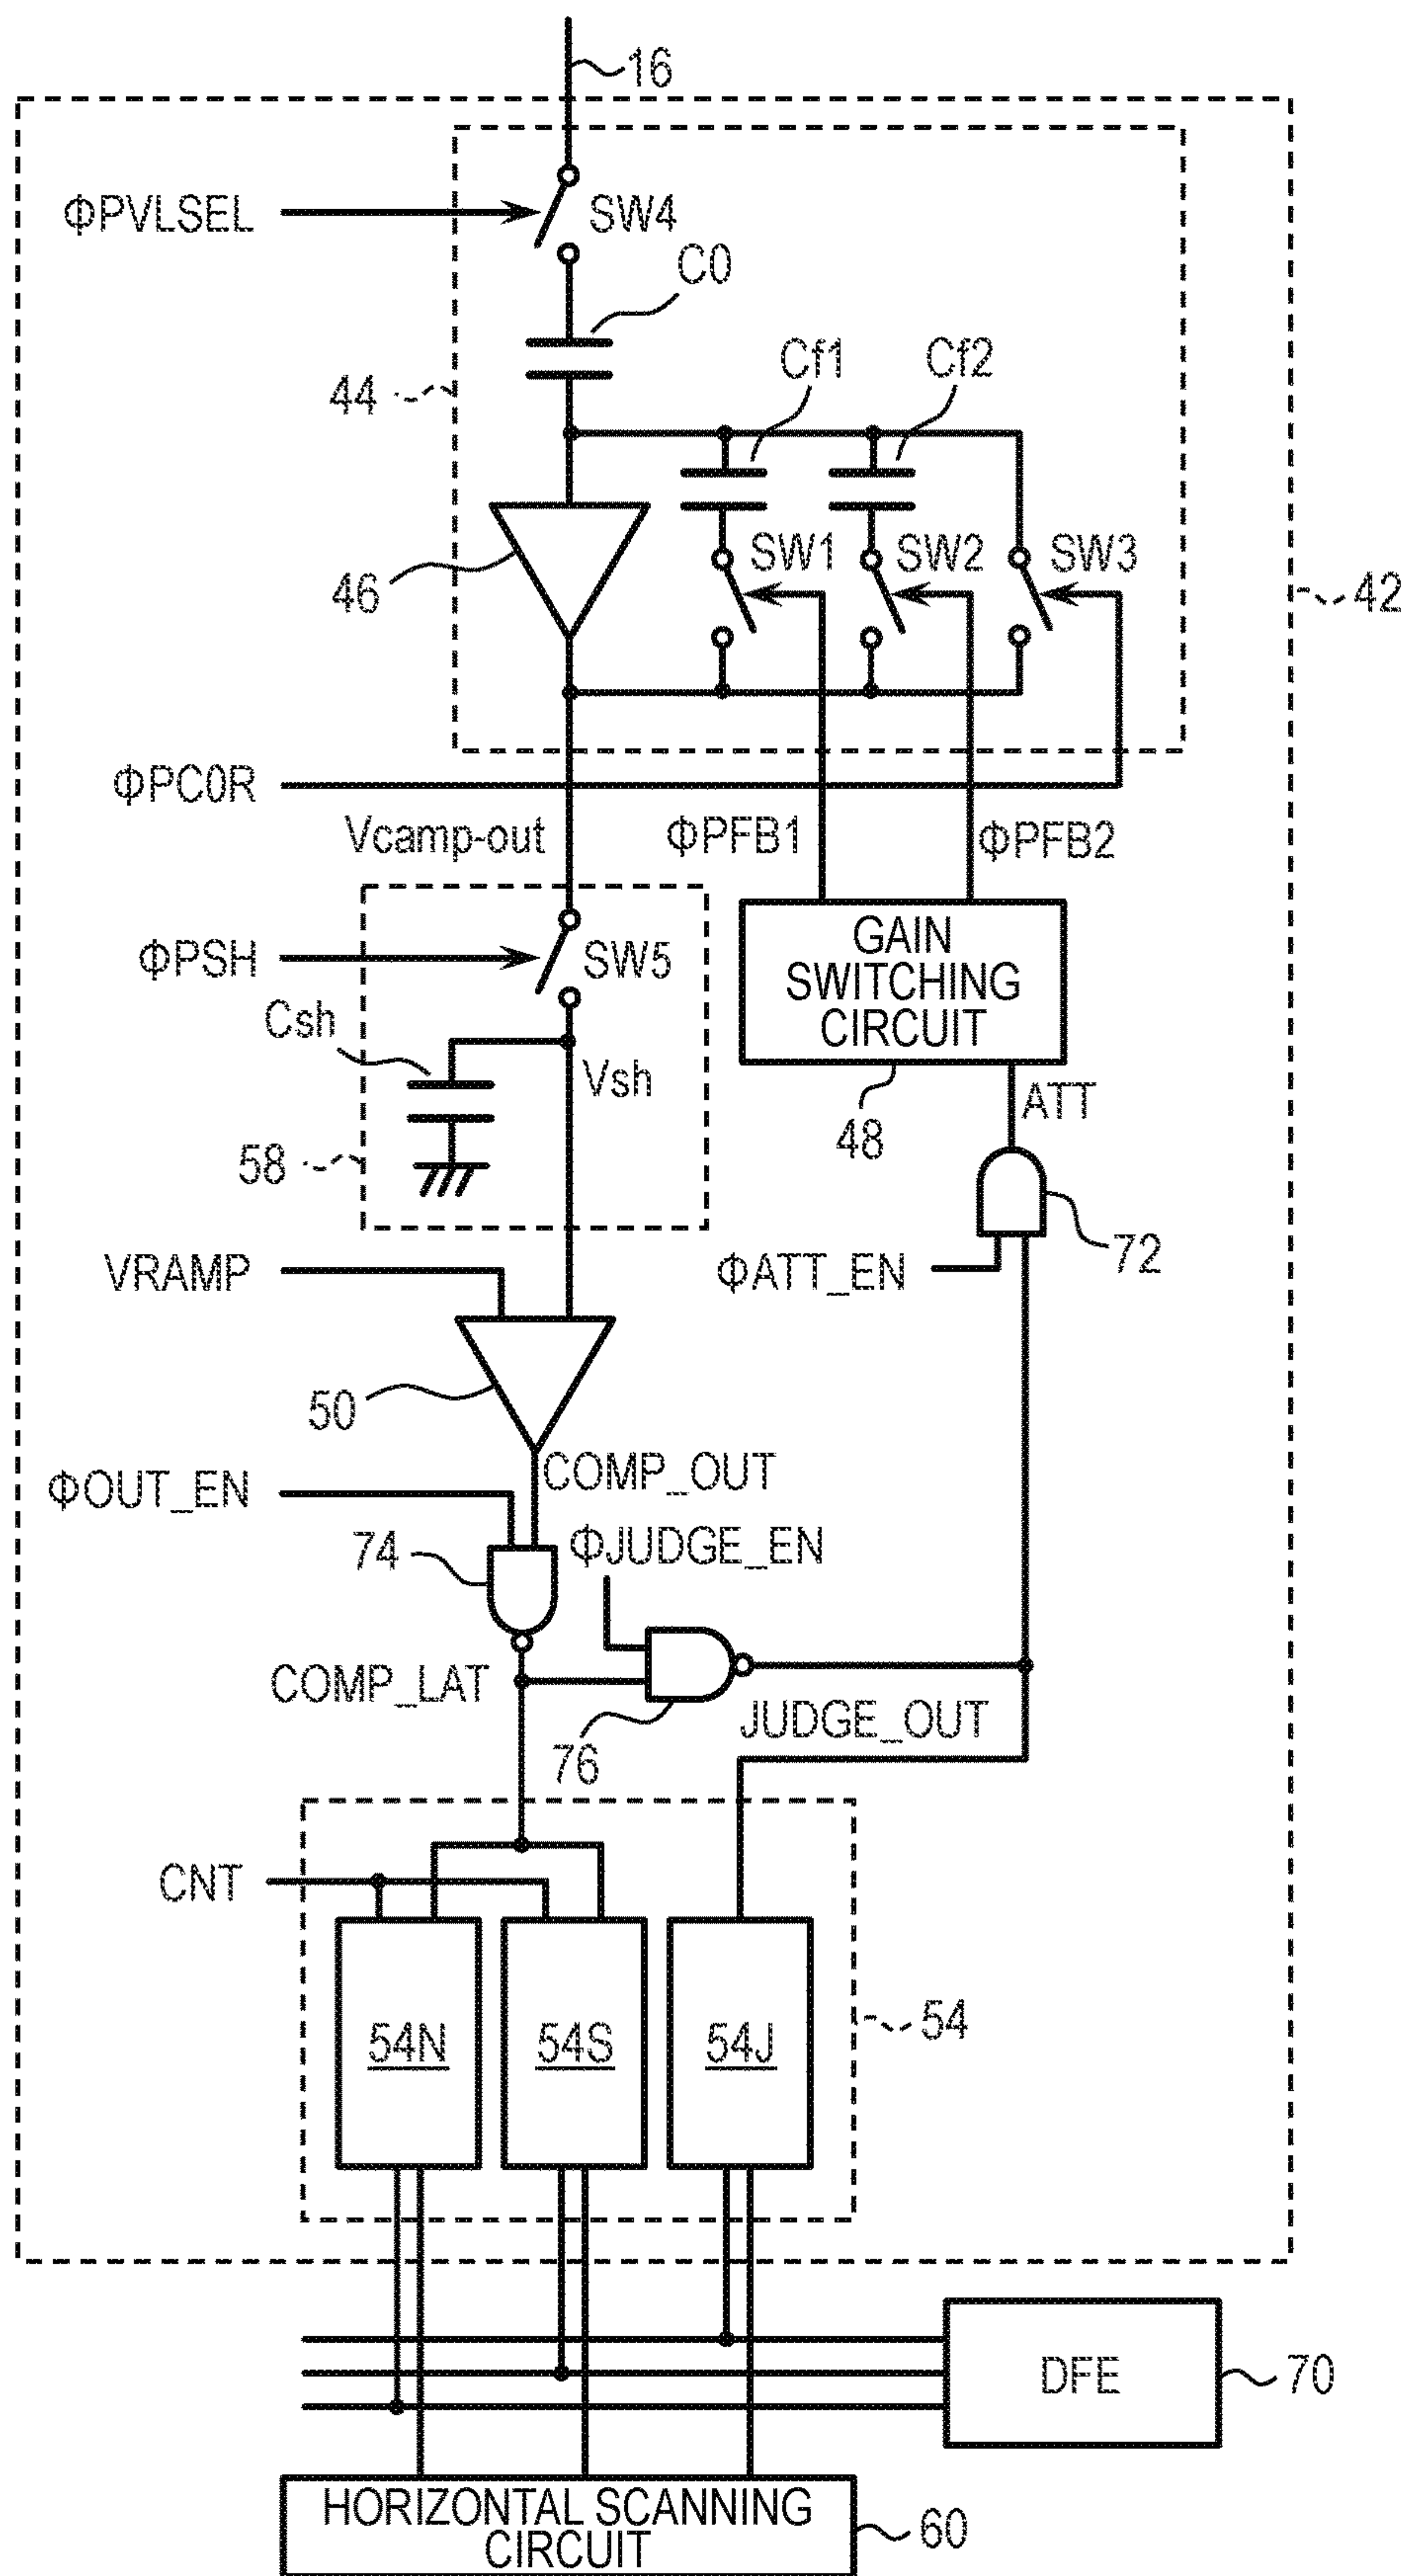 16
ΦPVLSEL
SW4
C0
Cf1
Cf2
44
SW1
SW2
SW3
46
42
ΦPC0R
Vcamp-out
ΦPFB1
ΦPFB2
GAIN
SWITCHING
CIRCUIT
ΦPSH
SW5
Csh
Vsh
ATT
48
58
72
VRAMP
ΦATT_EN
50
COMP_OUT
ΦOUT_EN
74
ΦJUDGE_EN
COMP_LAT
JUDGE_OUT
76
CNT
54N
54S
54J
54
DFE
70
HORIZONTAL SCANNING
CIRCUIT
60